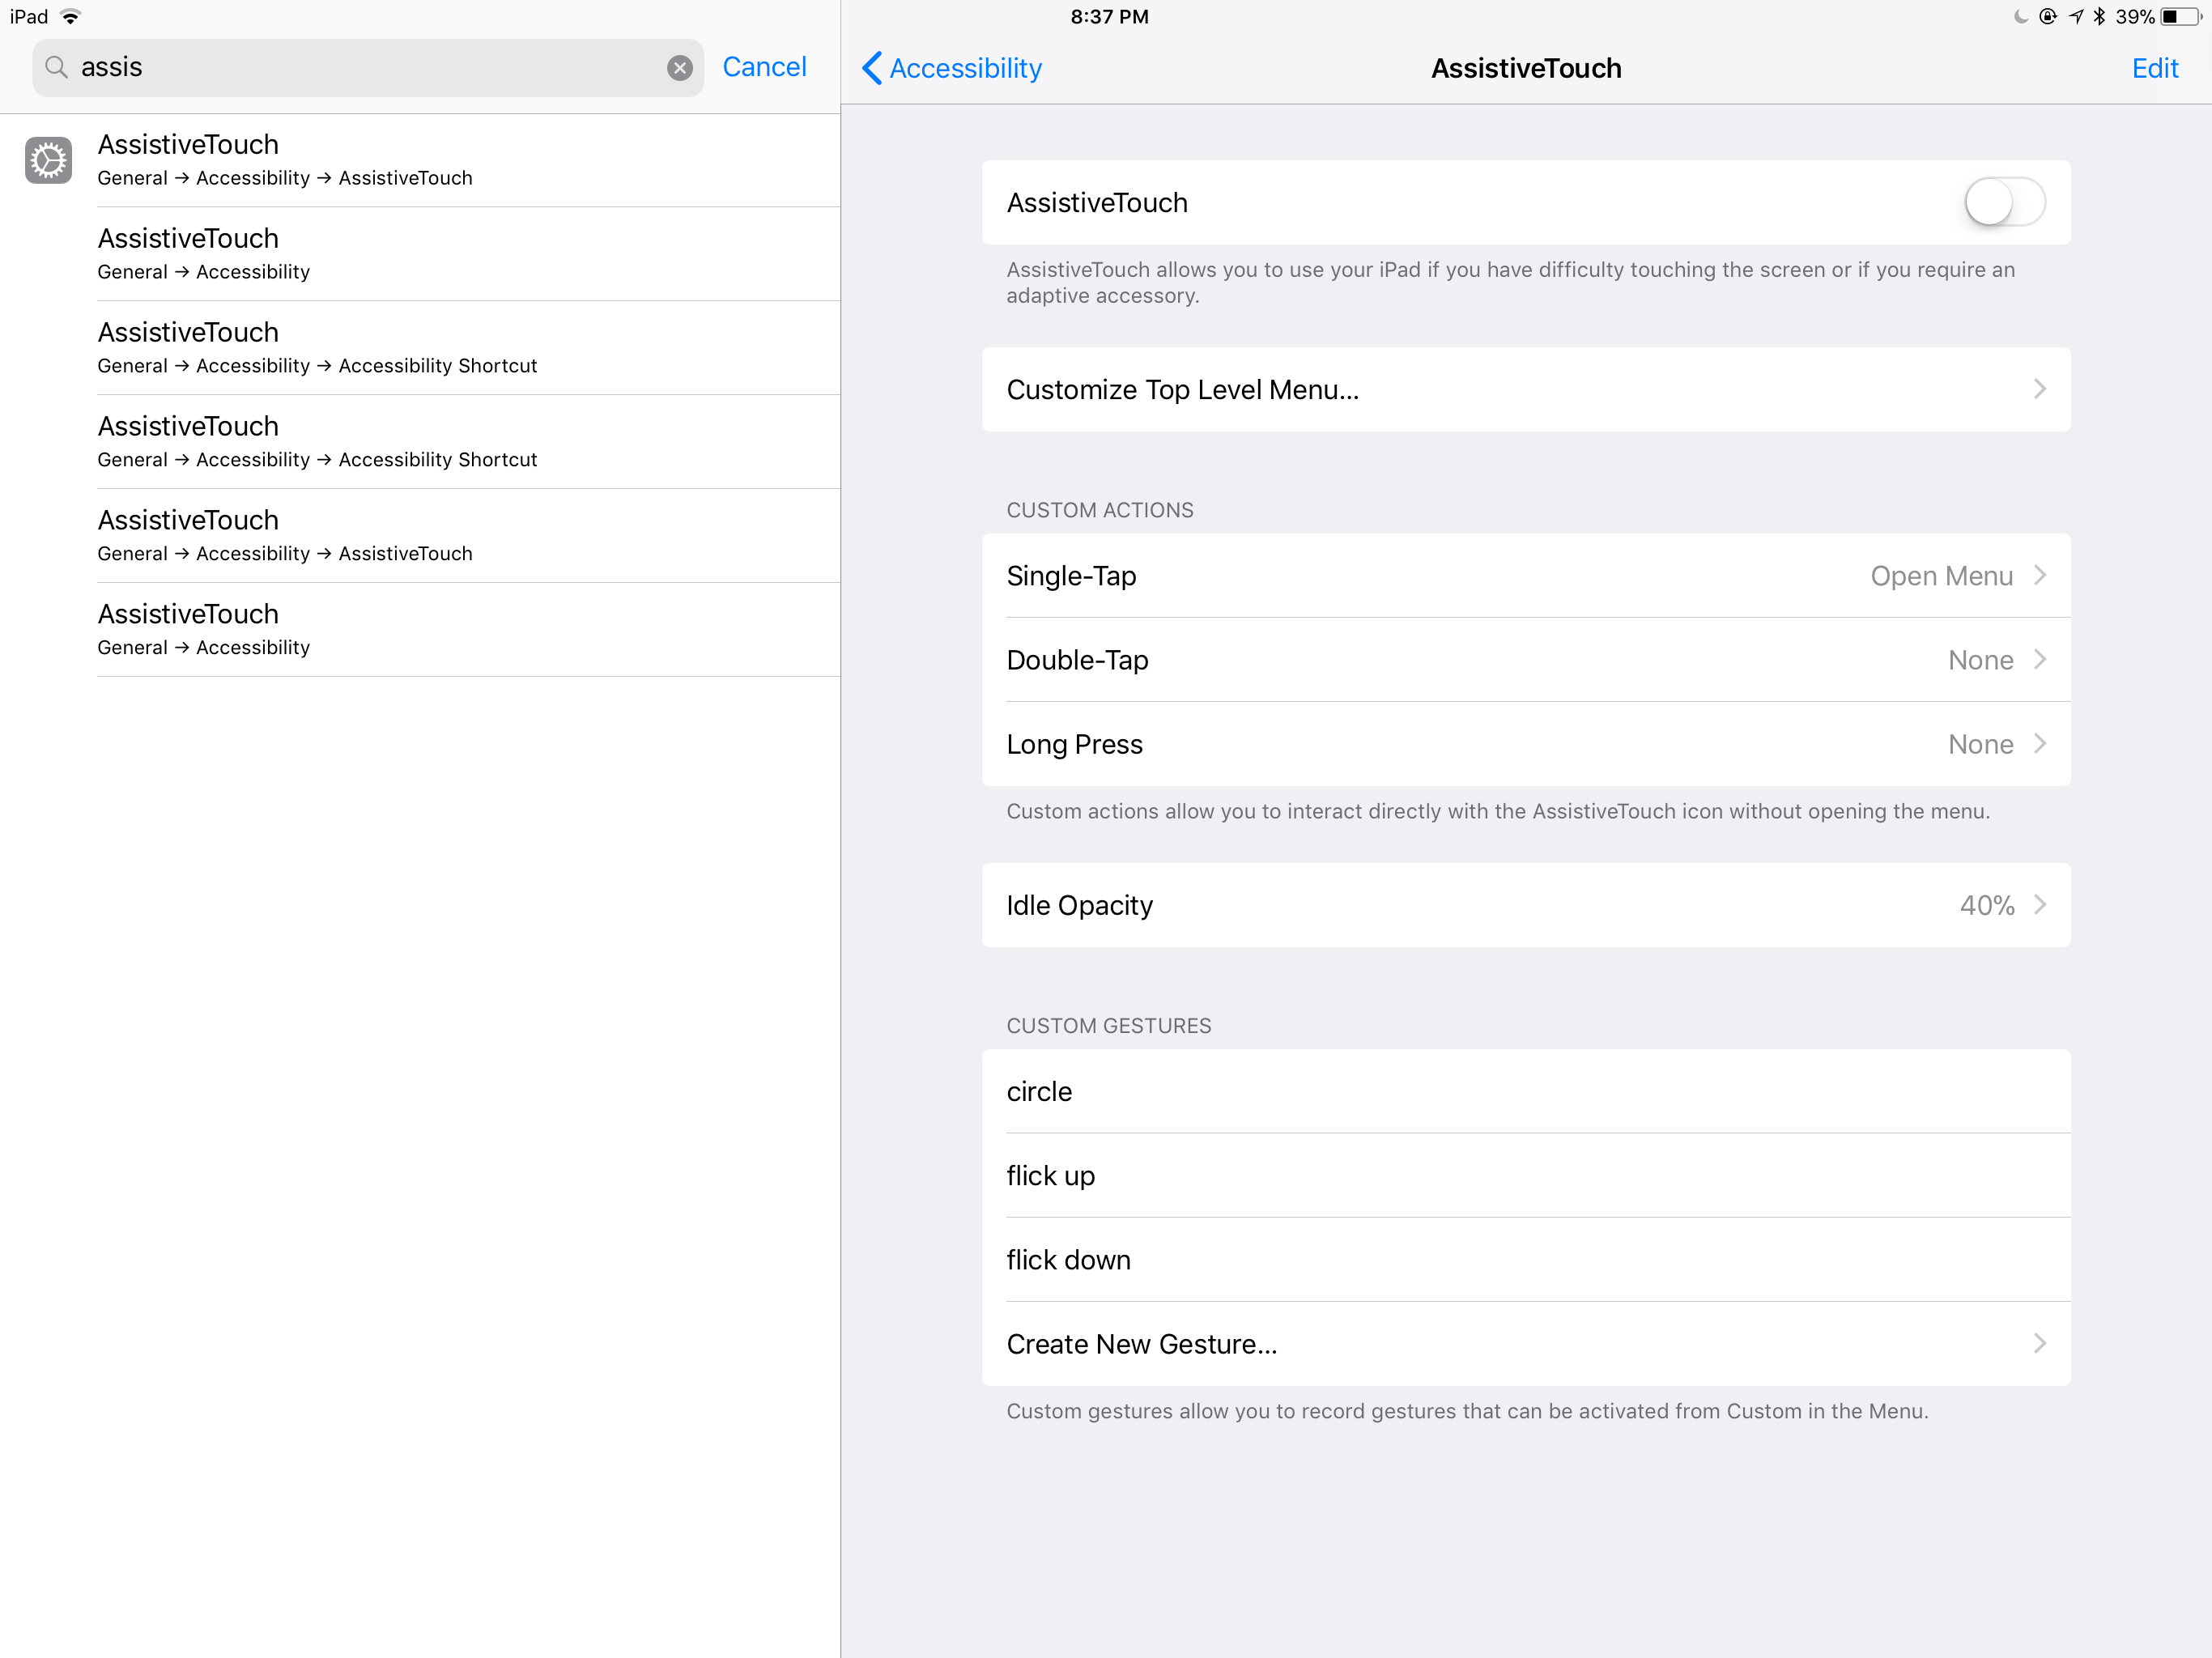 iPad
8:37 PM
39%
assis
Cancel
AssistiveTouch
General → Accessibility → AssistiveTouch
AssistiveTouch
General → Accessibility
AssistiveTouch
General → Accessibility → Accessibility Shortcut
AssistiveTouch
General → Accessibility → Accessibility Shortcut
AssistiveTouch
General → Accessibility → AssistiveTouch
AssistiveTouch
General → Accessibility
Accessibility
AssistiveTouch
Edit
AssistiveTouch
AssistiveTouch allows you to use your iPad if you have difficulty touching the screen or if you require an
adaptive accessory.
Customize Top Level Menu...
CUSTOM ACTIONS
Single-Tap Open Menu
Double-Tap None
Long Press None
Custom actions allow you to interact directly with the AssistiveTouch icon without opening the menu.
Idle Opacity 40%
CUSTOM GESTURES
circle
flick up
flick down
Create New Gesture...
Custom gestures allow you to record gestures that can be activated from Custom in the Menu.